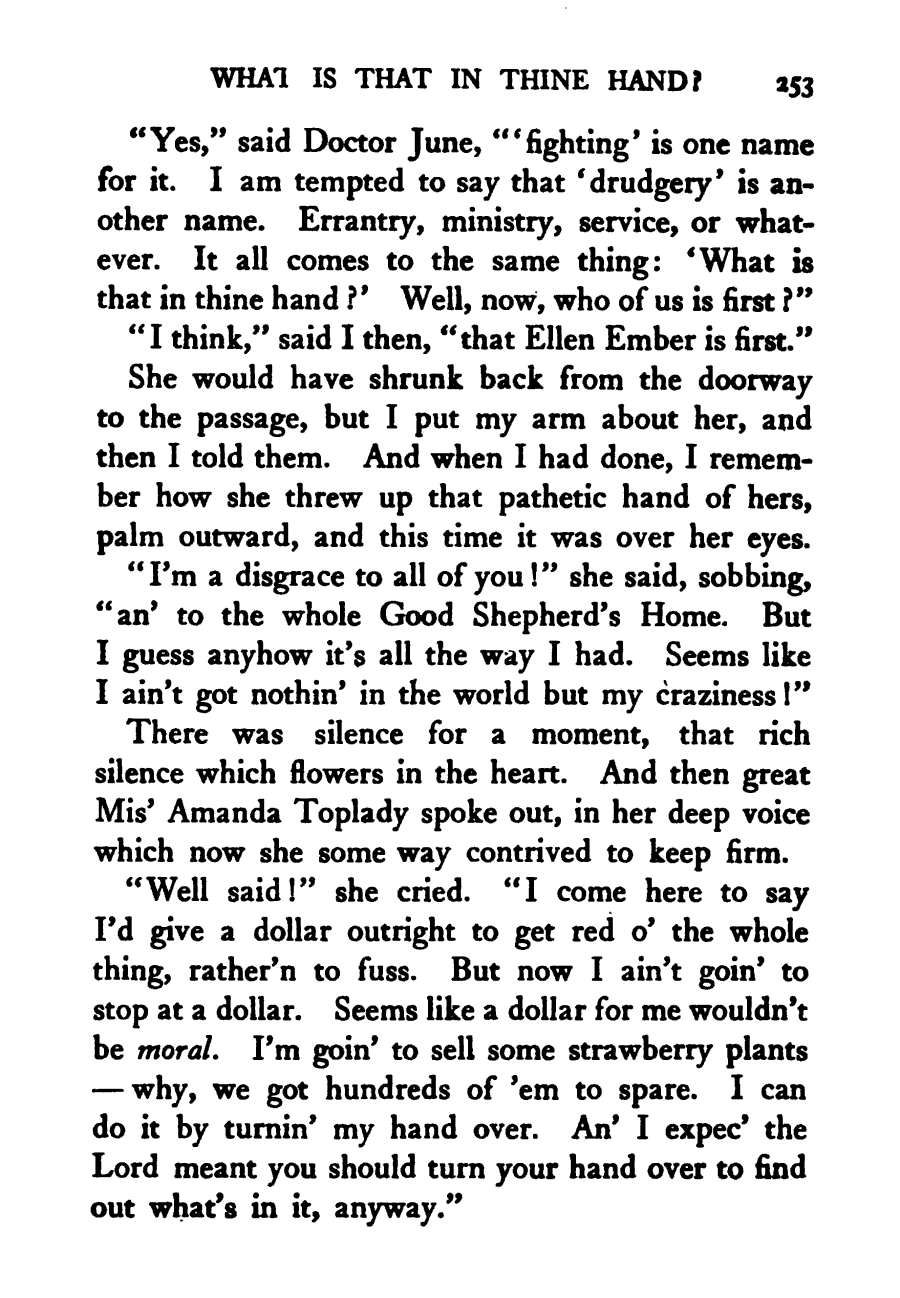 WHAT IS THAT IN THINE HAND? 253
“Yes,” said Doctor June, “‘fighting’ is one name
for it. I am tempted to say that ‘drudgery’ is an-
other name. Errantry, ministry, service, or what-
ever. It all comes to the same thing: ‘What is
that in thine hand?’ Well, now, who of us is first?”
“I think,” said I then, “that Ellen Ember is first.”
She would have shrunk back from the doorway
to the passage, but I put my arm about her, and
then I told them. And when I had done, I remem-
ber how she threw up that pathetic hand of hers,
palm outward, and this time it was over her eyes.
“I’m a disgrace to all of you!” she said, sobbing,
“an’ to the whole Good Shepherd’s Home. But
I guess anyhow it’s all the way I had. Seems like
I ain’t got nothin’ in the world but my craziness!”
There was silence for a moment, that rich
silence which flowers in the heart. And then great
Mis’ Amanda Toplady spoke out, in her deep voice
which now she some way contrived to keep firm.
“Well said!” she cried. “I come here to say
I’d give a dollar outright to get red o’ the whole
thing, rather’n to fuss. But now I ain’t goin’ to
stop at a dollar. Seems like a dollar for me wouldn’t
be moral. I’m goin’ to sell some strawberry plants
— why, we got hundreds of ’em to spare. I can
do it by turnin’ my hand over. An’ I expec’ the
Lord meant you should turn your hand over to find
out what’s in it, anyway.”